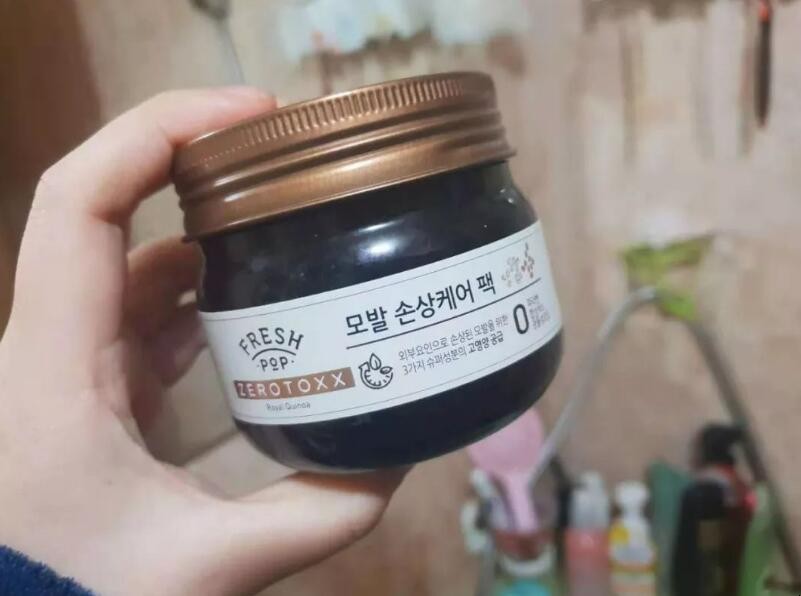 FRESH
POP
ZEROTOXX
Royal Quinoa
모발 손상케어 팩
외부요인으로 손상된 모발을 위한
3가지 슈퍼성분의 고영양 공급
0